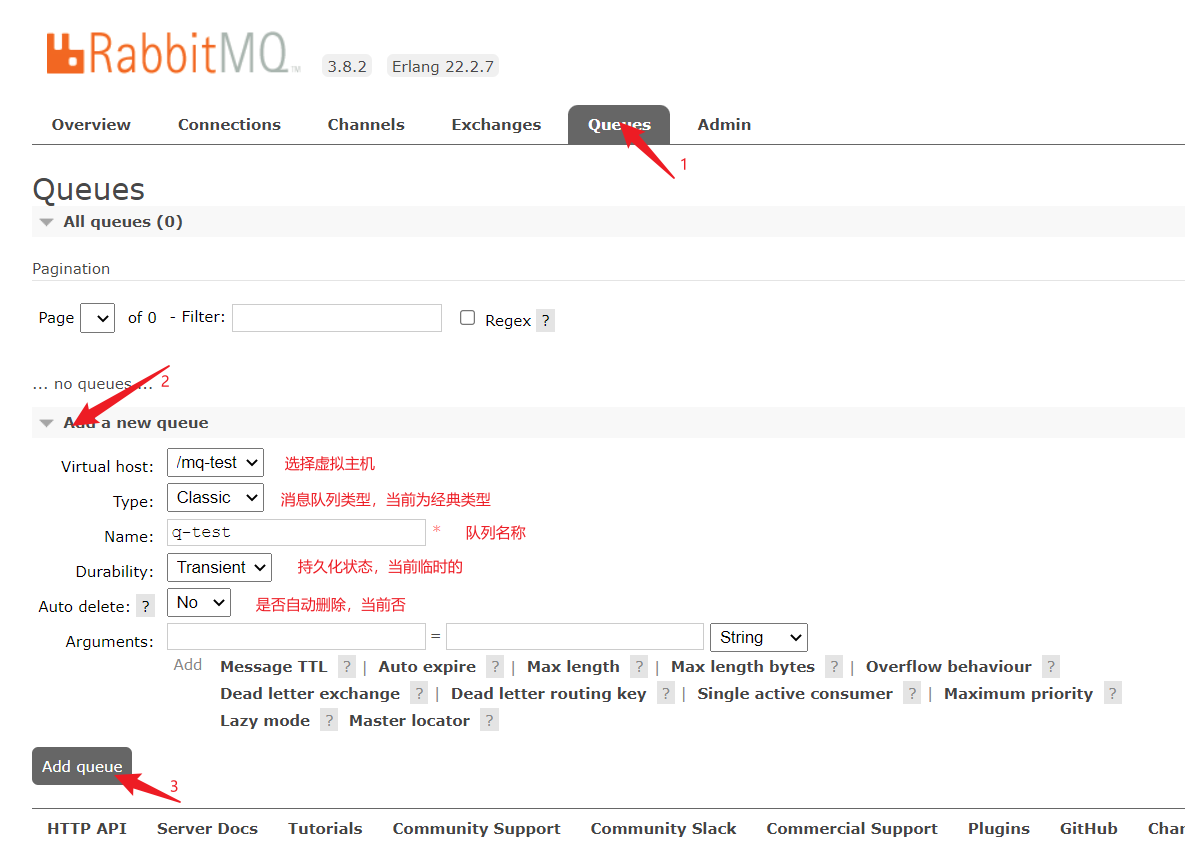 RabbitMQ TM 3.8.2 Erlang 22.2.7
Overview Connections Channels Exchanges Queues Admin
1
Queues
All queues (0)
Pagination
Page of 0 - Filter: Regex ?
... no queues ... 2
Add a new queue
Virtual host: /mq-test 选择虚拟主机
Type: Classic 消息队列类型，当前为经典类型
Name: q-test * 队列名称
Durability: Transient 持久化状态，当前临时的
Auto delete: ? No 是否自动删除，当前否
Arguments: = String
Add Message TTL ? | Auto expire ? | Max length ? | Max length bytes ? | Overflow behaviour ?
Dead letter exchange ? | Dead letter routing key ? | Single active consumer ? | Maximum priority ?
Lazy mode ? Master locator ?
Add queue 3
HTTP API Server Docs Tutorials Community Support Community Slack Commercial Support Plugins GitHub